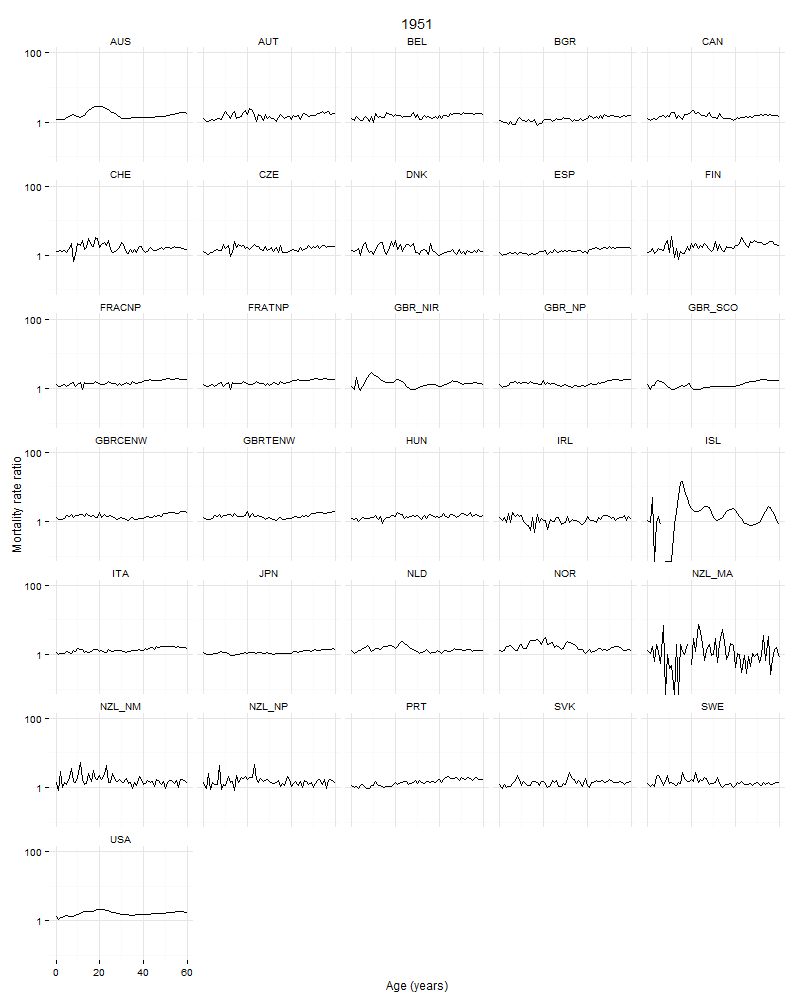 1951
AUS AUT BEL BGR CAN
100
1
CHE CZE DNK ESP FIN
100
1
FRACNP FRATNP GBR_NIR GBR_NP GBR_SCO
100
1
GBRCENW GBRTENW HUN IRL ISL
100
1
Mortality rate ratio
ITA JPN NLD NOR NZL_MA
100
1
NZL_NM NZL_NP PRT SVK SWE
100
1
USA
100
1
0 20 40 60
Age (years)